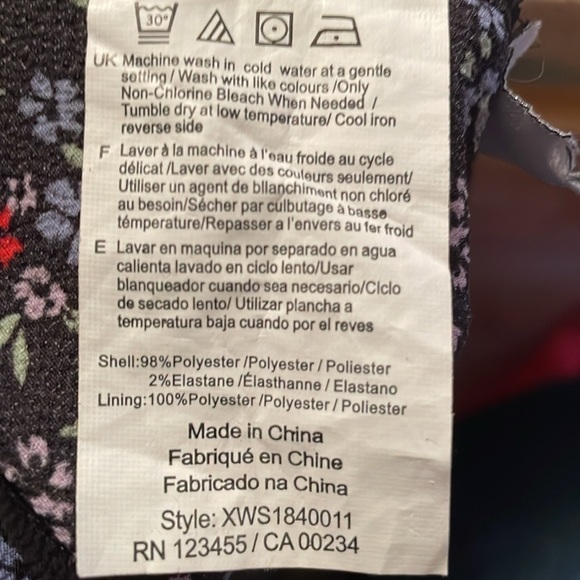 30°
UK Machine wash in cold water at a gentle
setting / Wash with like colours /Only
Non-Chlorine Bleach When Needed /
Tumble dry at low temperature/ Cool iron
reverse side
F Laver à la machine à l'eau froide au cycle
délicat /Laver avec des couleurs seulement/
Utiliser un agent de bllanchiment non chloré
au besoin/Sécher par culbutage à basse
témperature/Repasser a l'envers au fer froid
E Lavar en maquina por separado en agua
calienta lavado en ciclo lento/Usar
blanqueador cuando sea necesario/Ciclo
de secado lento/ Utilizar plancha a
temperatura baja cuando por el reves
Shell:98%Polyester /Polyester / Poliester
2%Elastane /Élasthanne / Elastano
Lining:100%Polyester /Polyester / Poliester
Made in China
Fabriqué en Chine
Fabricado na China
Style: XWS1840011
RN 123455 / CA 00234